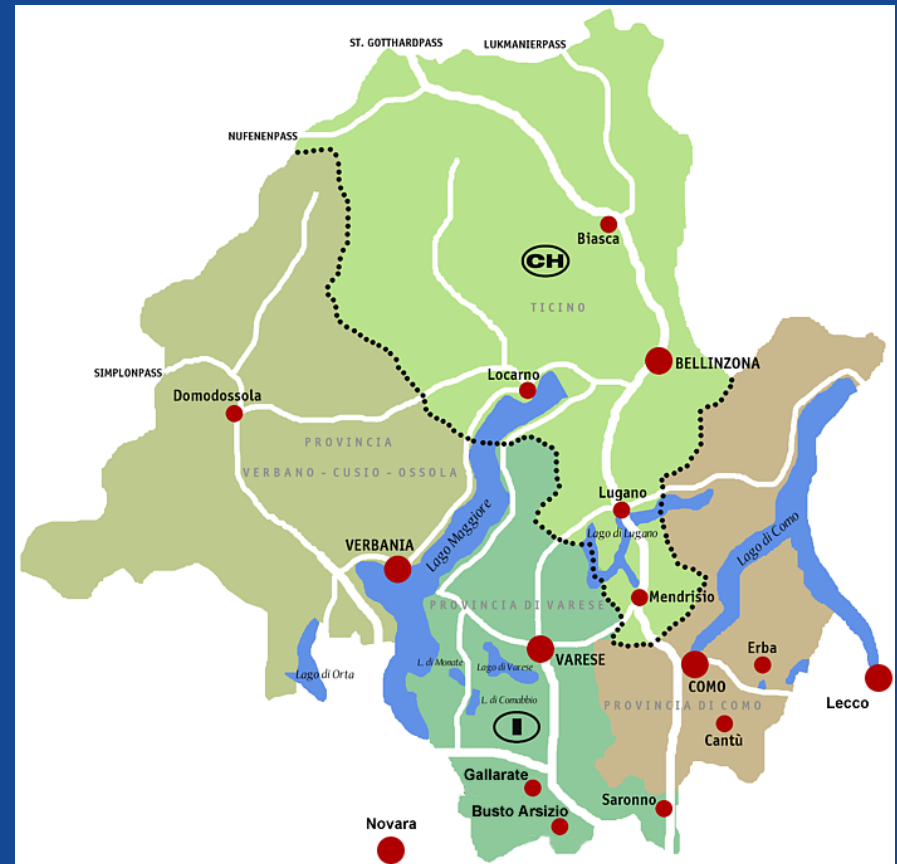 ST. GOTTHARDPASS
LUKMANIERPASS
NUFENENPASS
Biasca
CH
TICINO
SIMPLONPASS
BELLINZONA
Locarno
Domodossola
PROVINCIA
VERBANO - CUSIO - OSSOLA
Lugano
Lago di Lugano
Lago Maggiore
Lago di Como
VERBANIA
Mendrisio
PROVINCIA DI VARESE
VARESE
Erba
L. di Monate
Lago di Varese
Lago di Orta
COMO
Lecco
L. di Comabbio
PROVINCIA DI COMO
I
Cantù
Gallarate
Saronno
Busto Arsizio
Novara